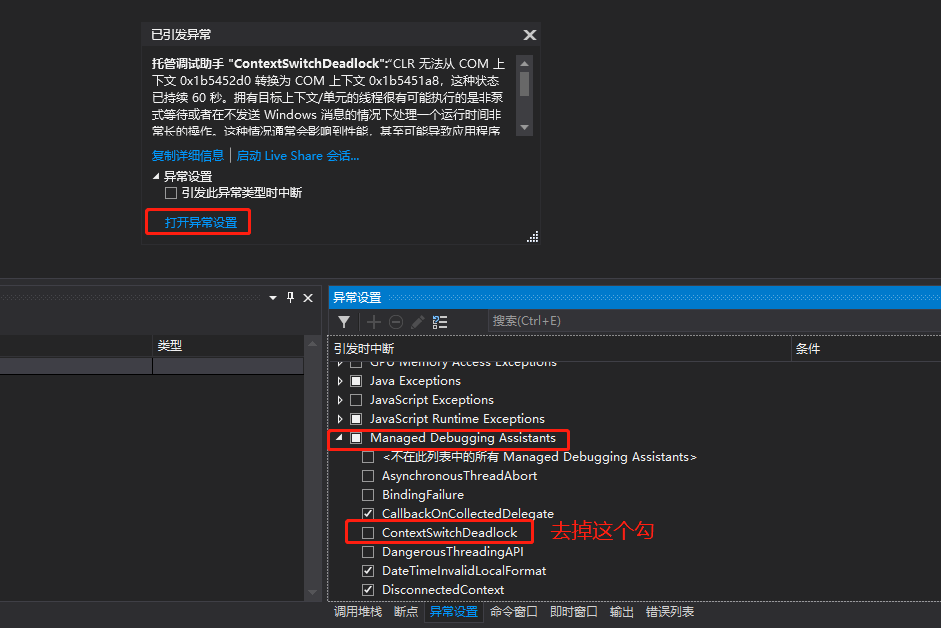 已引发异常
托管调试助手 "ContextSwitchDeadlock":“CLR 无法从 COM 上
下文 0x1b5452d0 转换为 COM 上下文 0x1b5451a8，这种状态
已持续 60 秒。拥有目标上下文/单元的线程很有可能执行的是非泵
式等待或者在不发送 Windows 消息的情况下处理一个运行时间非
常长的操作。这种情况通常会影响到性能，甚至可能导致应用程序
复制详细信息 | 启动 Live Share 会话...
异常设置
引发此异常类型时中断
打开异常设置
类型
异常设置
搜索(Ctrl+E)
引发时中断 条件
GPU Memory Access Exceptions
Java Exceptions
JavaScript Exceptions
JavaScript Runtime Exceptions
Managed Debugging Assistants
<不在此列表中的所有 Managed Debugging Assistants>
AsynchronousThreadAbort
BindingFailure
CallbackOnCollectedDelegate
ContextSwitchDeadlock 去掉这个勾
DangerousThreadingAPI
DateTimeInvalidLocalFormat
DisconnectedContext
调用堆栈 断点 异常设置 命令窗口 即时窗口 输出 错误列表